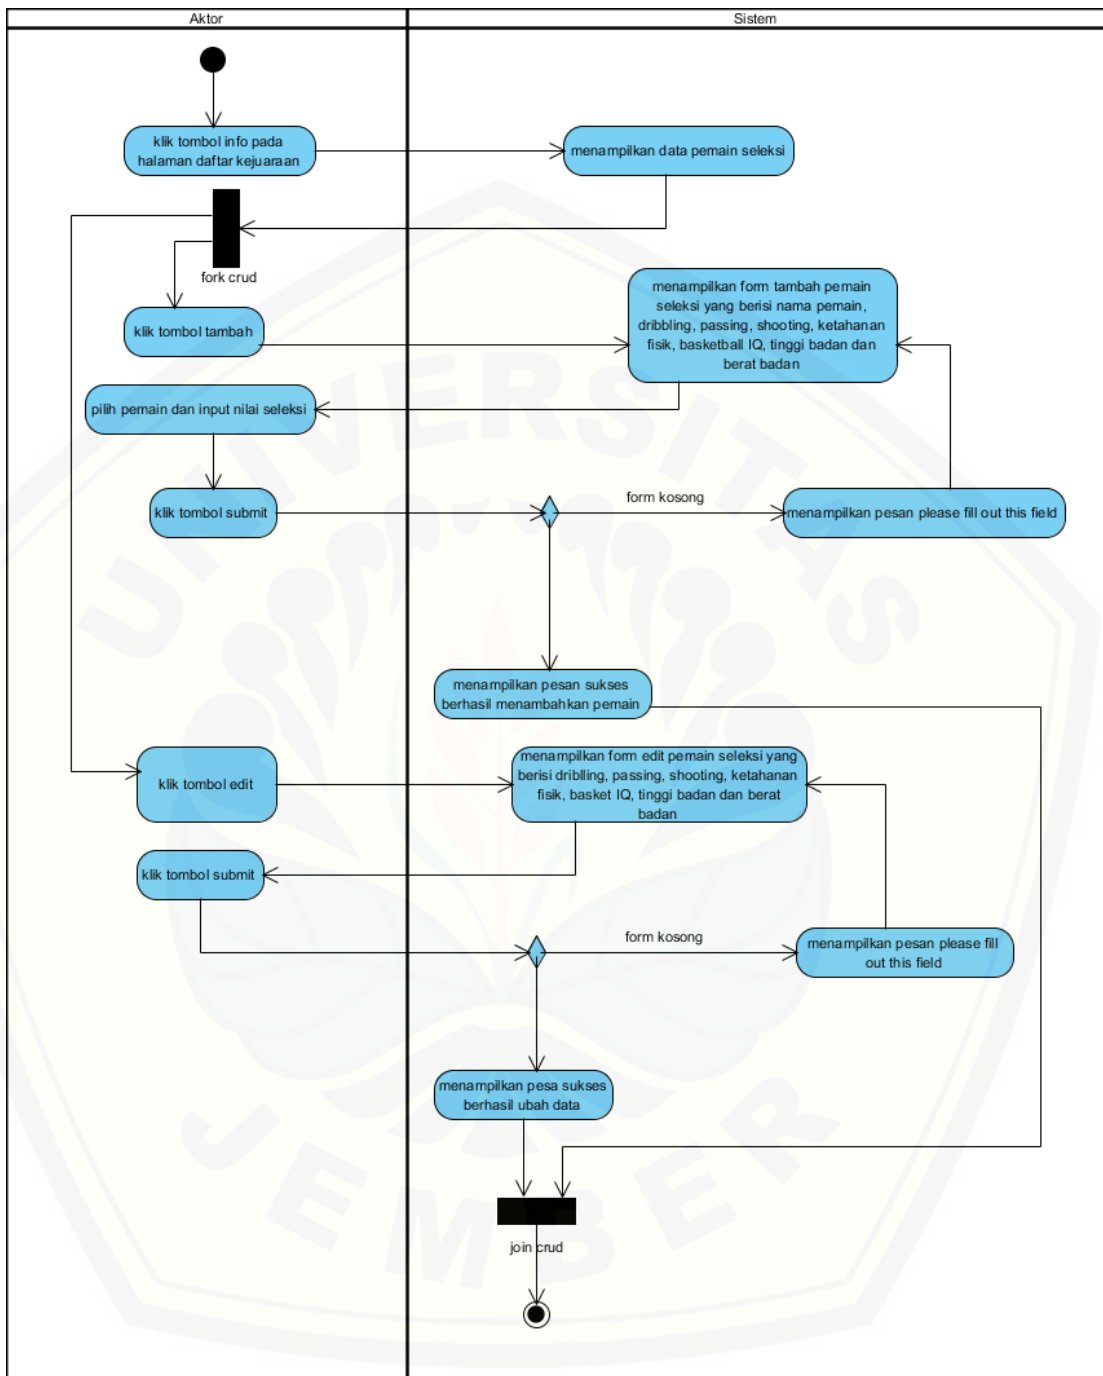 Aktor
Sistem
klik tombol info pada
halaman daftar kejuaraan
menampilkan data pemain seleksi
fork crud
menampilkan form tambah pemain
seleksi yang berisi nama pemain,
dribbling, passing, shooting, ketahanan
fisik, basketball IQ, tinggi badan dan
berat badan
klik tombol tambah
pilih pemain dan input nilai seleksi
klik tombol submit
form kosong
menampilkan pesan please fill out this field
menampilkan pesan sukses
berhasil menambahkan pemain
klik tombol edit
menampilkan form edit pemain seleksi yang
berisi driblling, passing, shooting, ketahanan
fisik, basket IQ, tinggi badan dan berat
badan
klik tombol submit
form kosong
menampilkan pesan please fill
out this field
menampilkan pesa sukses
berhasil ubah data
join crud
UNIVERSITAS
JEMBER